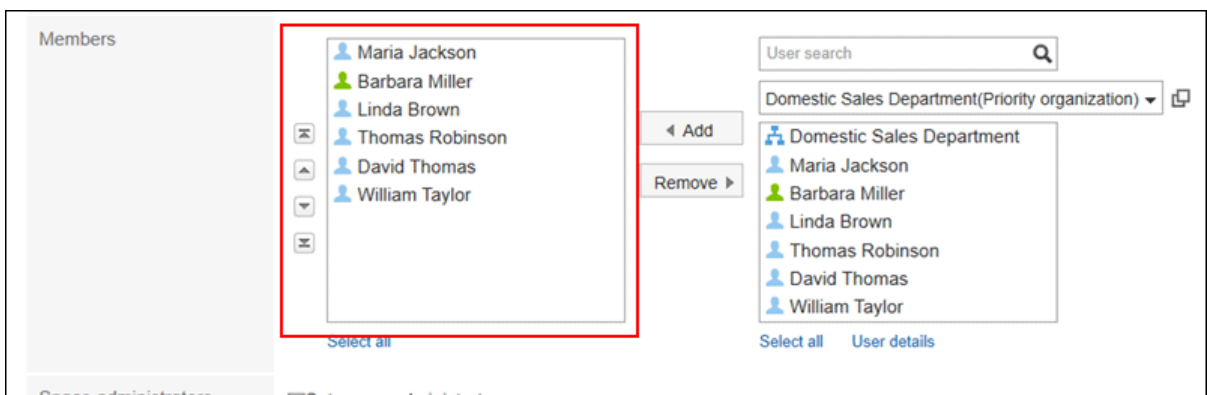 Members
Maria Jackson
Barbara Miller
Linda Brown
Thomas Robinson
David Thomas
William Taylor
Select all
Add
Remove
User search
Domestic Sales Department(Priority organization)
Domestic Sales Department
Maria Jackson
Barbara Miller
Linda Brown
Thomas Robinson
David Thomas
William Taylor
Select all User details